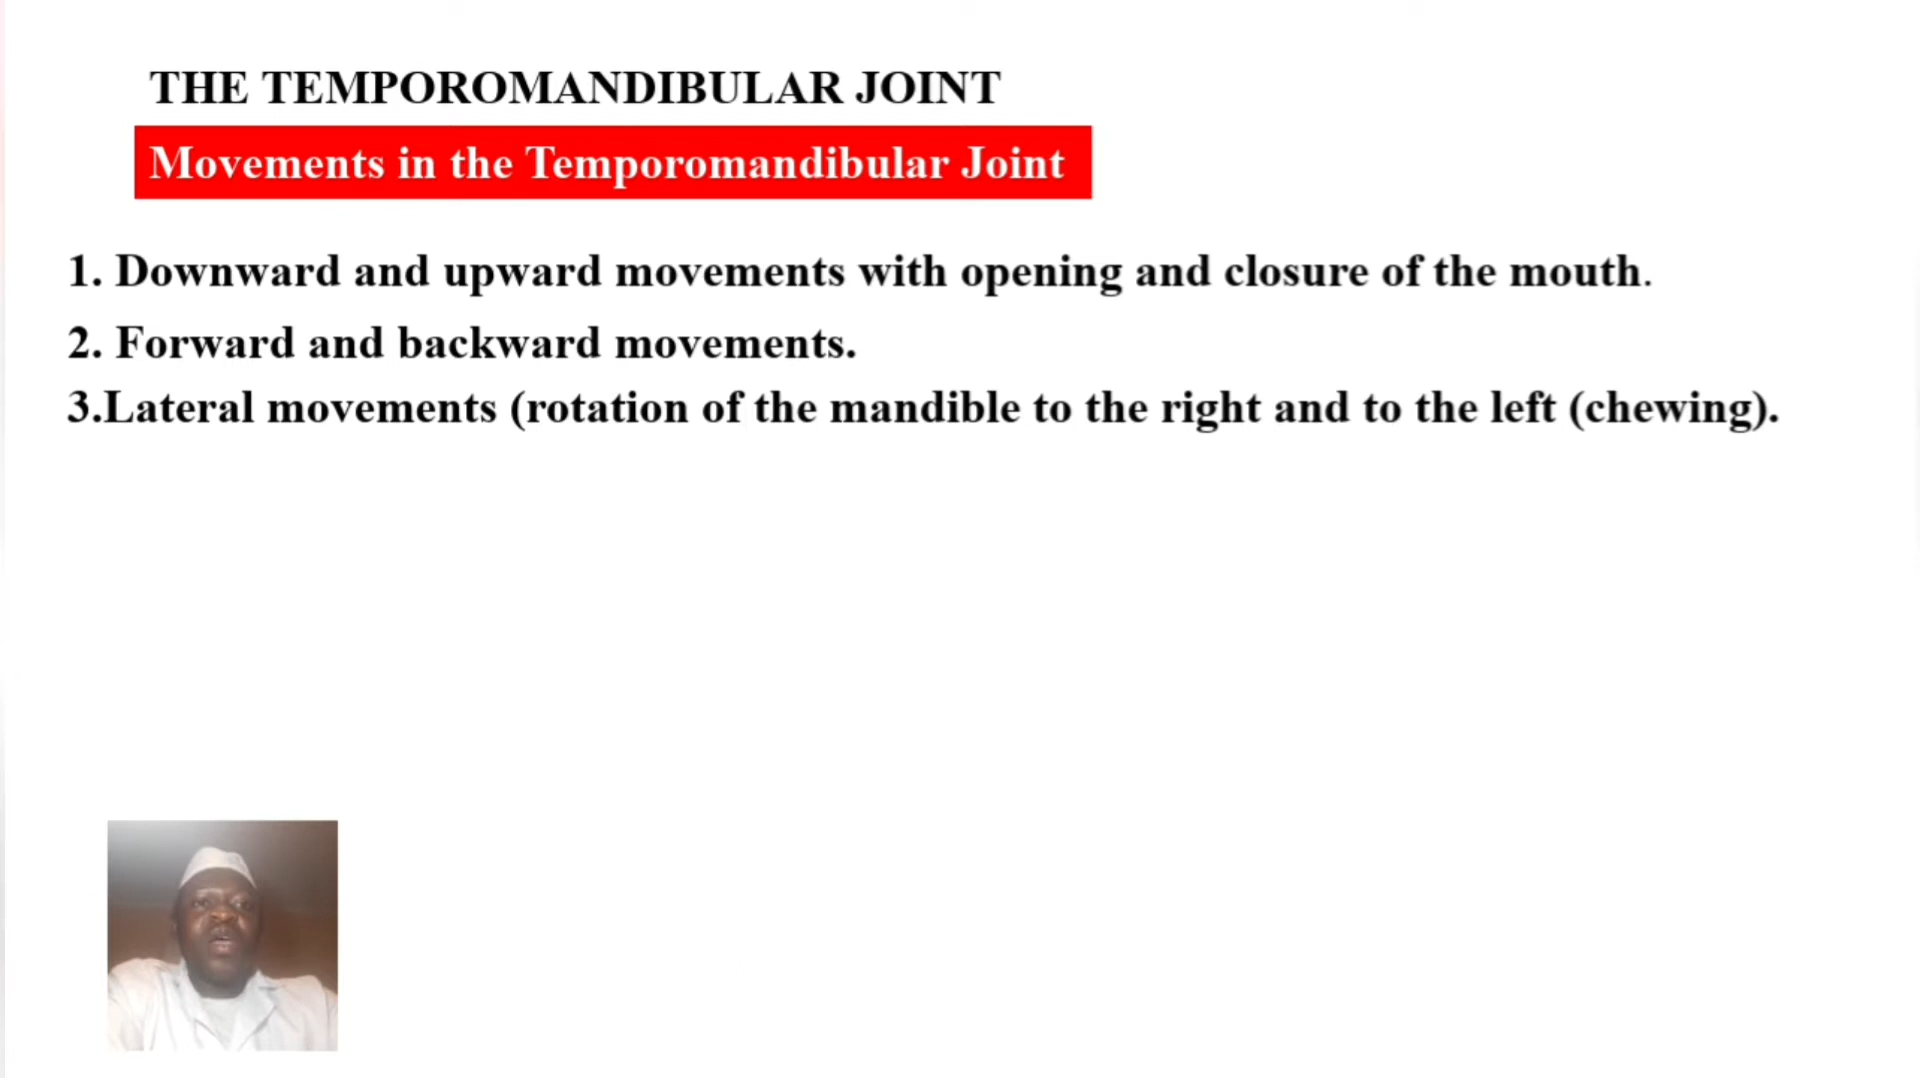 THE TEMPOROMANDIBULAR JOINT
Movements in the Temporomandibular Joint
1. Downward and upward movements with opening and closure of the mouth.
2. Forward and backward movements.
3.Lateral movements (rotation of the mandible to the right and to the left (chewing).